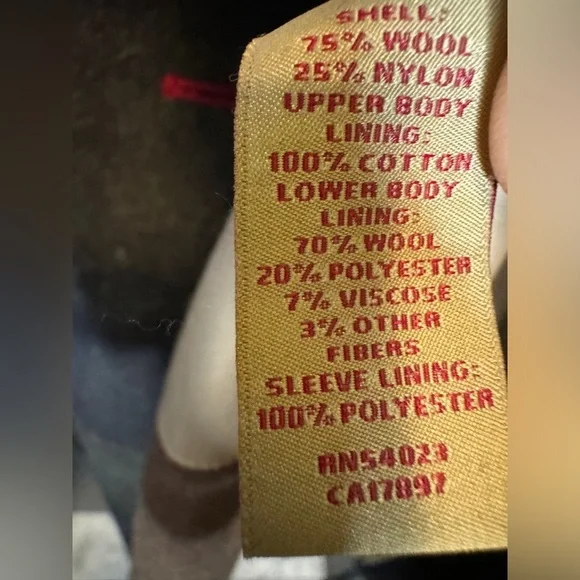 SHELL:
75% WOOL
25% NYLON
UPPER BODY
LINING:
100% COTTON
LOWER BODY
LINING:
70% WOOL
20% POLYESTER
7% VISCOSE
3% OTHER
FIBERS
SLEEVE LINING:
100% POLYESTER
RN54023
CA17897